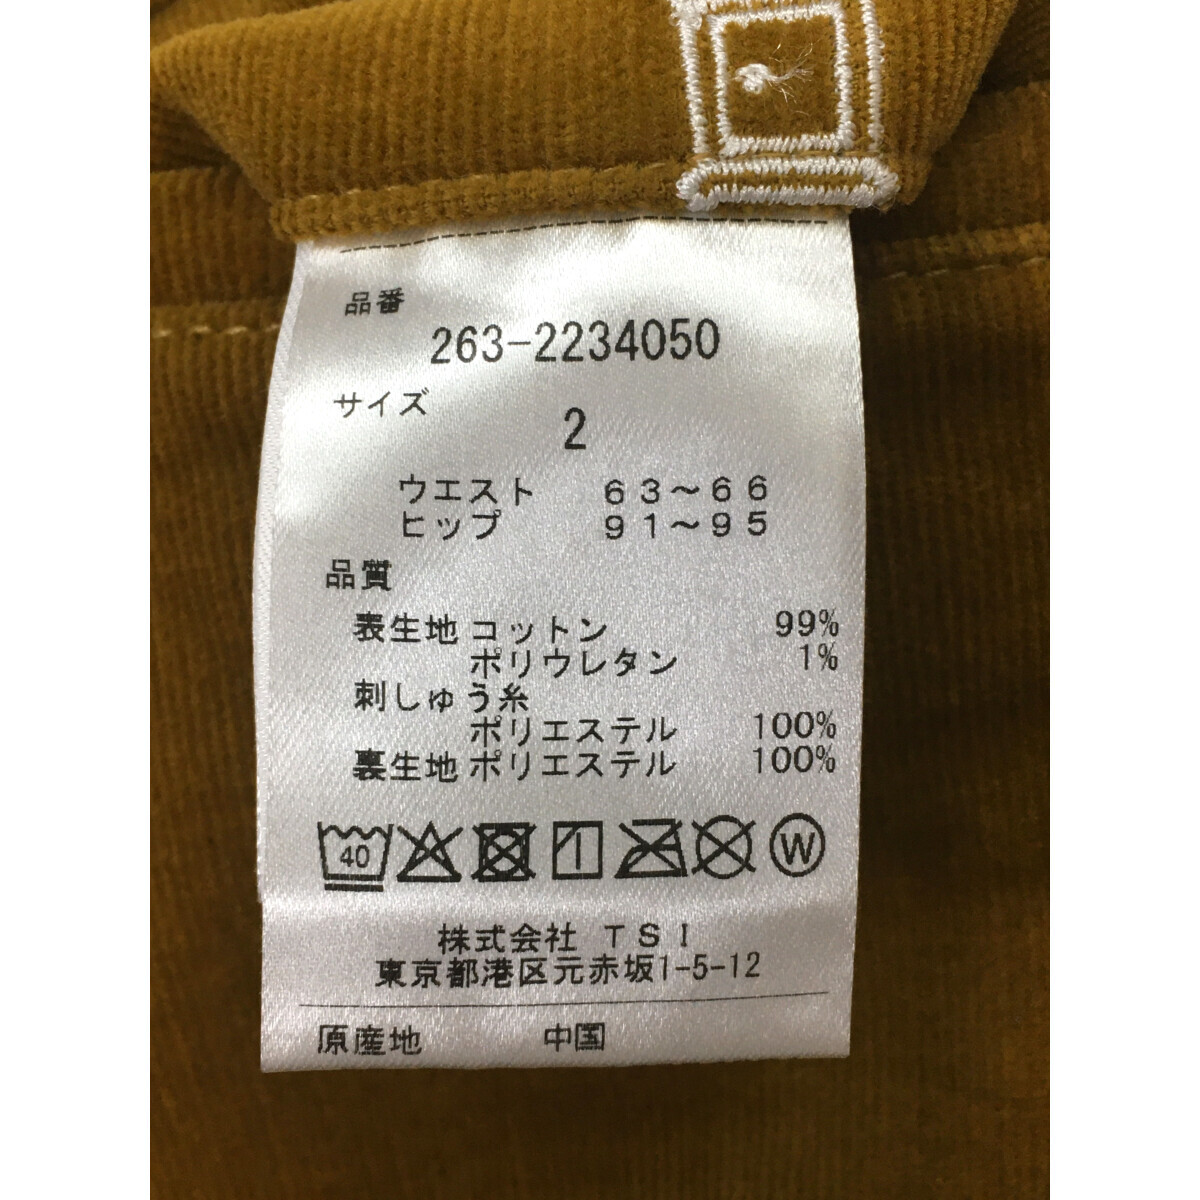 品番
263-2234050
サイズ
2
ウエスト 63～66
ヒップ 91～95
品質
表生地 コットン 99%
ポリウレタン 1%
刺しゅう糸
ポリエステル 100%
裏生地 ポリエステル 100%
40 W
株式会社 TSI
東京都港区元赤坂1-5-12
原産地 中国